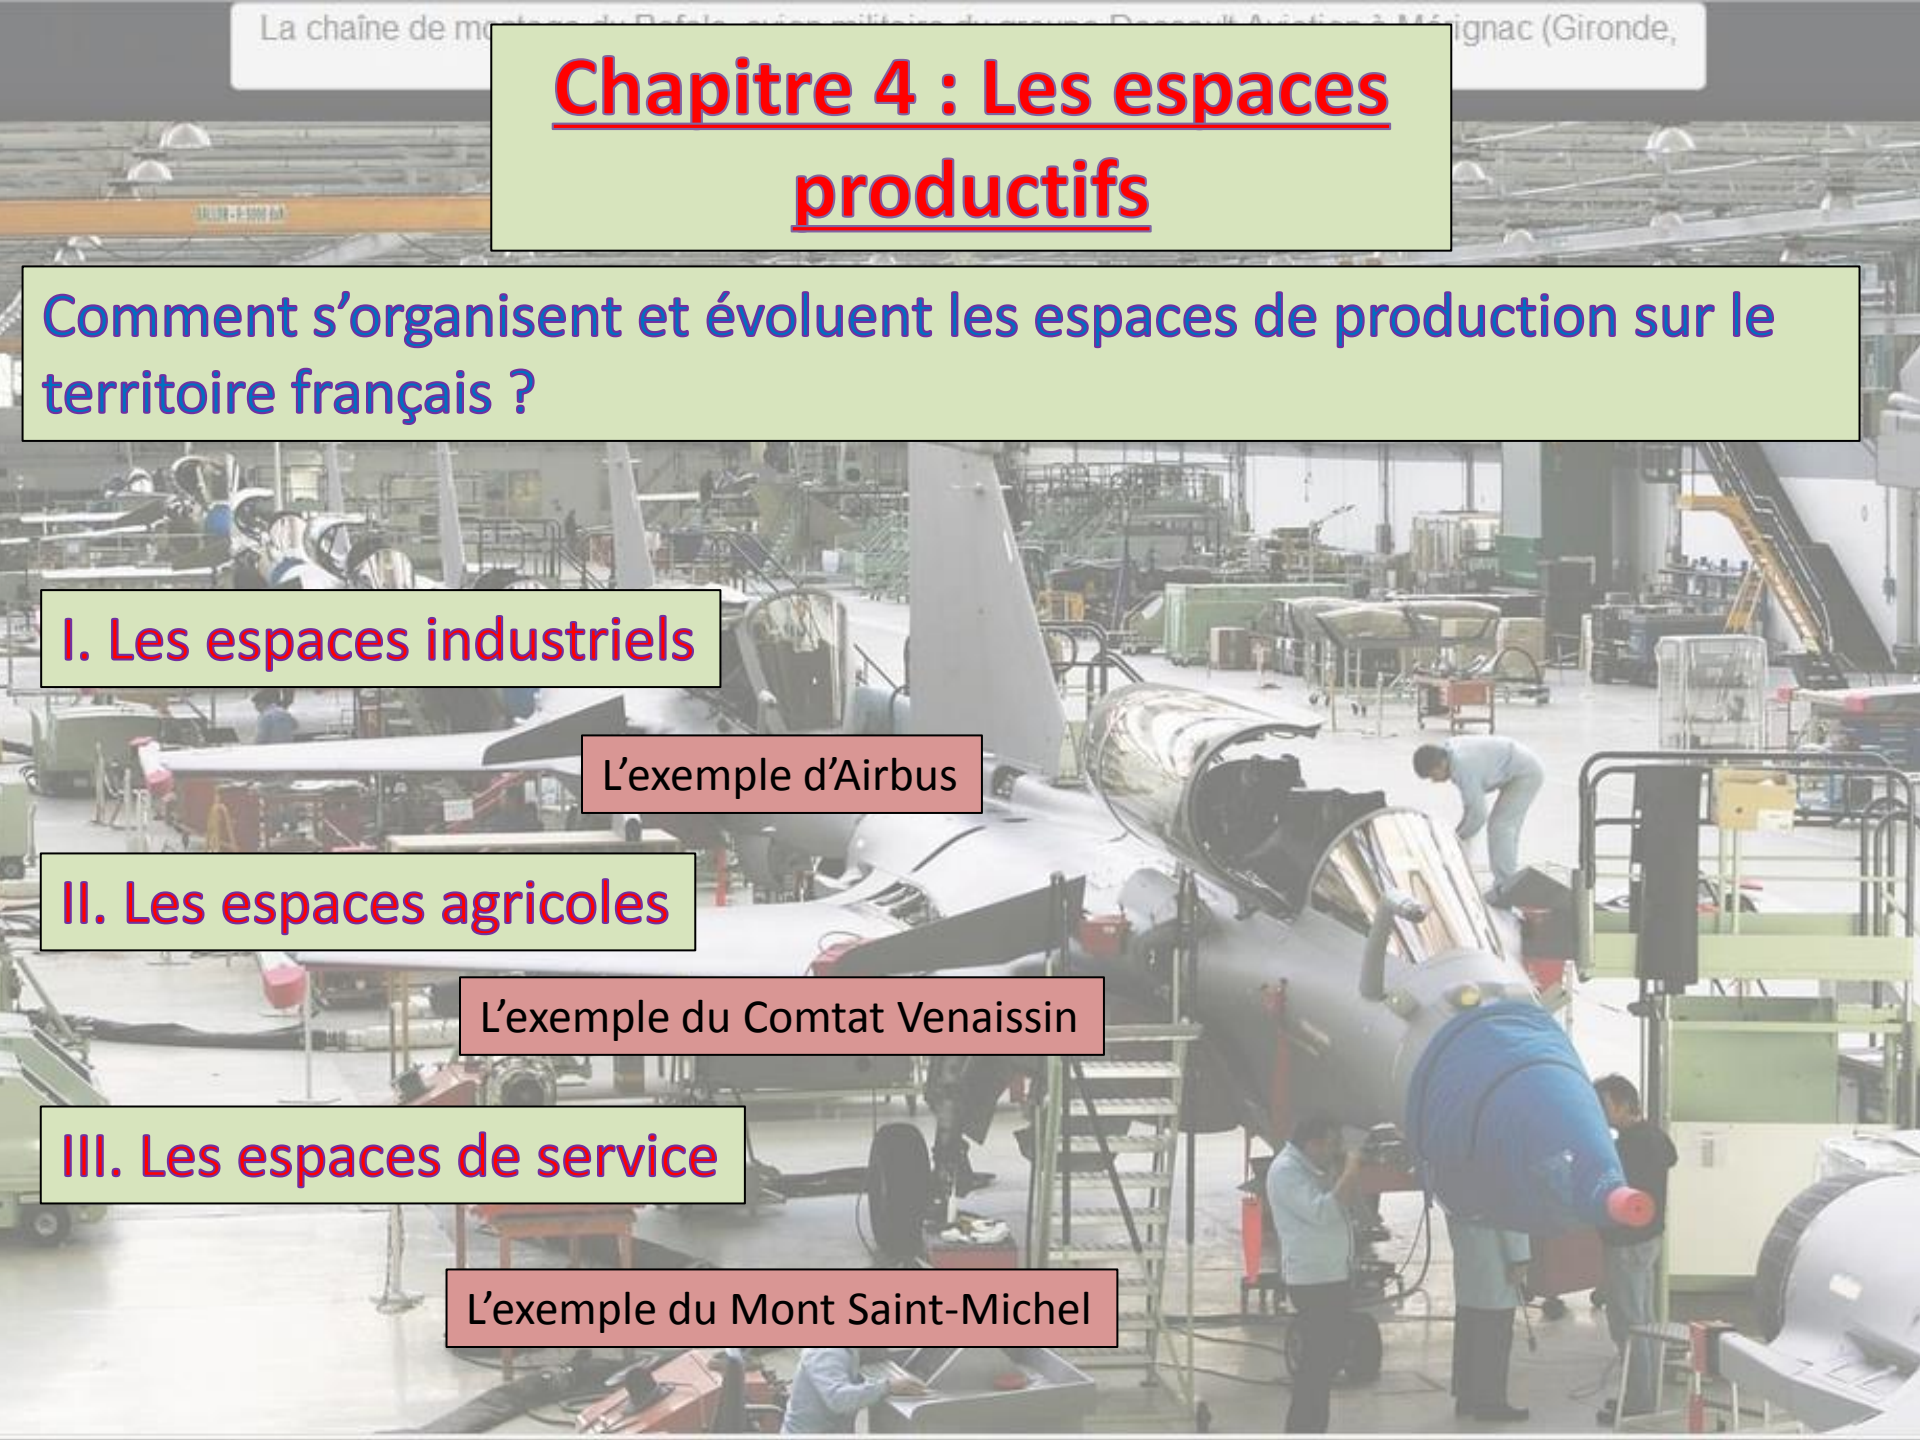 La chaîne de ignac (Gironde,
Chapitre 4 : Les espaces
productifs
Comment s’organisent et évoluent les espaces de production sur le
territoire français ?
I. Les espaces industriels
L’exemple d’Airbus
II. Les espaces agricoles
L’exemple du Comtat Venaissin
III. Les espaces de service
L’exemple du Mont Saint-Michel